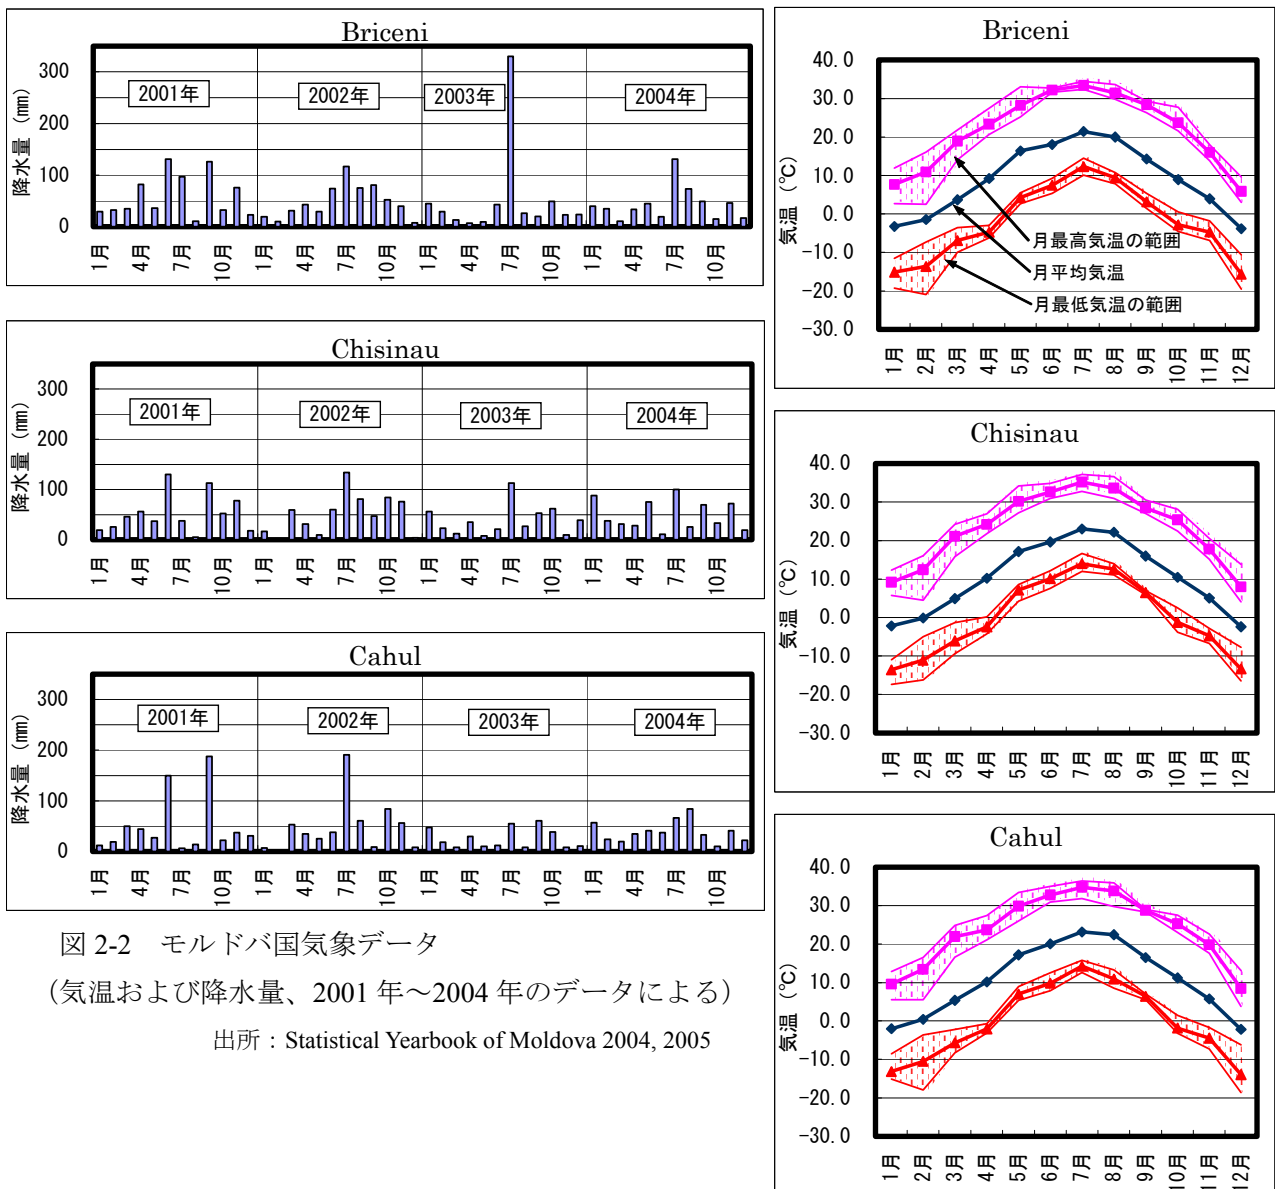 Briceni
300
200
100
0
降水量 (㎜)
2001年
2002年
2003年
2004年
1月
4月
7月
10月
1月
4月
7月
10月
1月
4月
7月
10月
1月
4月
7月
10月
Chisinau
300
200
100
0
降水量 (㎜)
2001年
2002年
2003年
2004年
1月
4月
7月
10月
1月
4月
7月
10月
1月
4月
7月
10月
1月
4月
7月
10月
Cahul
300
200
100
0
降水量 (㎜)
2001年
2002年
2003年
2004年
1月
4月
7月
10月
1月
4月
7月
10月
1月
4月
7月
10月
1月
4月
7月
10月
図 2-2 モルドバ国気象データ
(気温および降水量、2001 年～2004 年のデータによる)
出所：Statistical Yearbook of Moldova 2004, 2005
Briceni
40.0
30.0
20.0
10.0
0.0
-10.0
-20.0
-30.0
気温 (℃)
月最高気温の範囲
月平均気温
月最低気温の範囲
1月
2月
3月
4月
5月
6月
7月
8月
9月
10月
11月
12月
Chisinau
40.0
30.0
20.0
10.0
0.0
-10.0
-20.0
-30.0
気温 (℃)
1月
2月
3月
4月
5月
6月
7月
8月
9月
10月
11月
12月
Cahul
40.0
30.0
20.0
10.0
0.0
-10.0
-20.0
-30.0
気温 (℃)
1月
2月
3月
4月
5月
6月
7月
8月
9月
10月
11月
12月